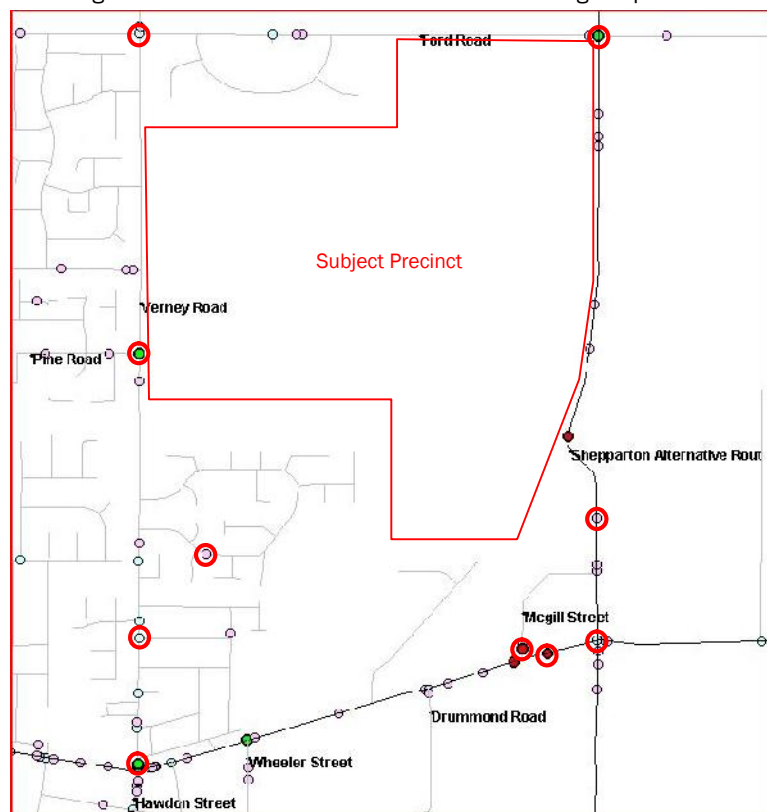 Ford Road
Subject Precinct
Verney Road
Pine Road
Shepparton Alternative Rout
Mcgill Street
Drummond Road
Wheeler Street
Hawdon Street